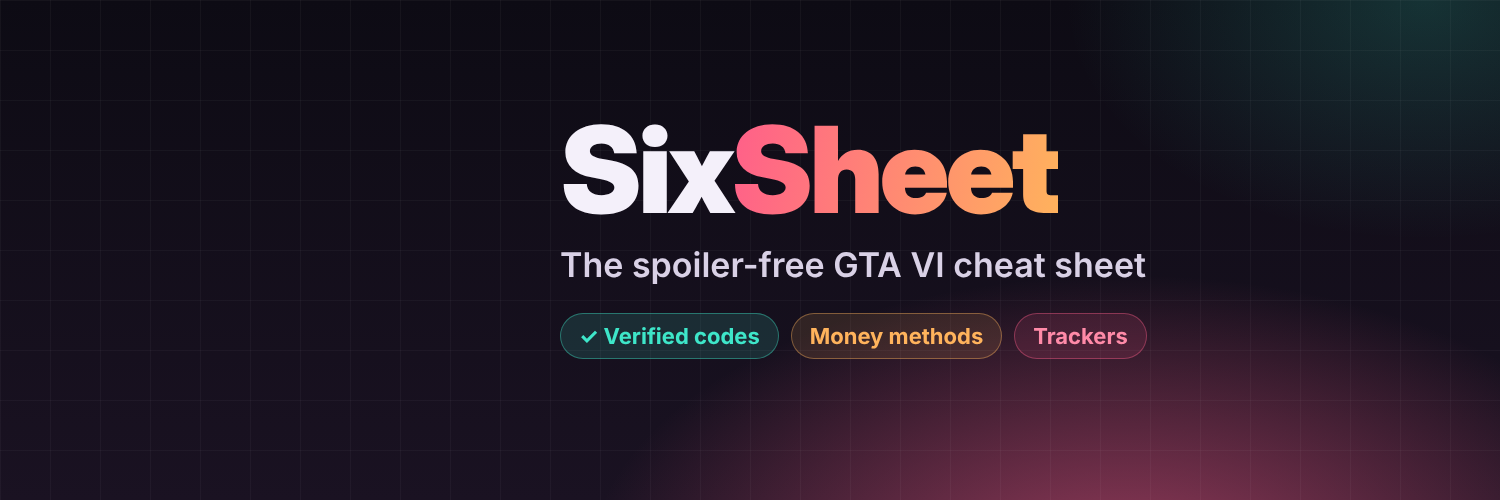 SixSheet
The spoiler-free GTA VI cheat sheet
✓ Verified codes Money methods Trackers